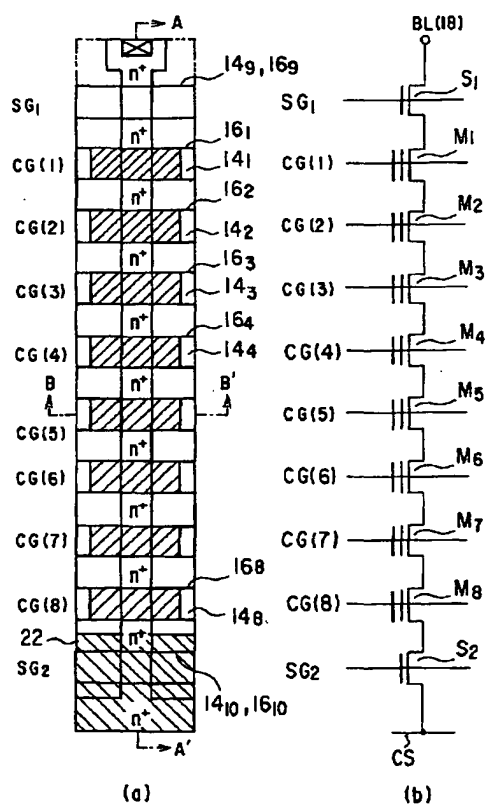 A
BL(18)
n+
14₉, 16₉
S₁
SG₁
SG₁
n+
16₁
M₁
CG(1)
14₁
CG(1)
n+
16₂
M₂
CG(2)
14₂
CG(2)
n+
16₃
M₃
CG(3)
14₃
CG(3)
n+
16₄
M₄
CG(4)
14₄
CG(4)
n+
B
B'
M₅
CG(5)
CG(5)
n+
M₆
CG(6)
CG(6)
n+
M₇
CG(7)
CG(7)
n+
16₈
M₈
CG(8)
14₈
CG(8)
22
n+
S₂
SG₂
SG₂
14₁₀, 16₁₀
n+
A'
CS
(a)
(b)